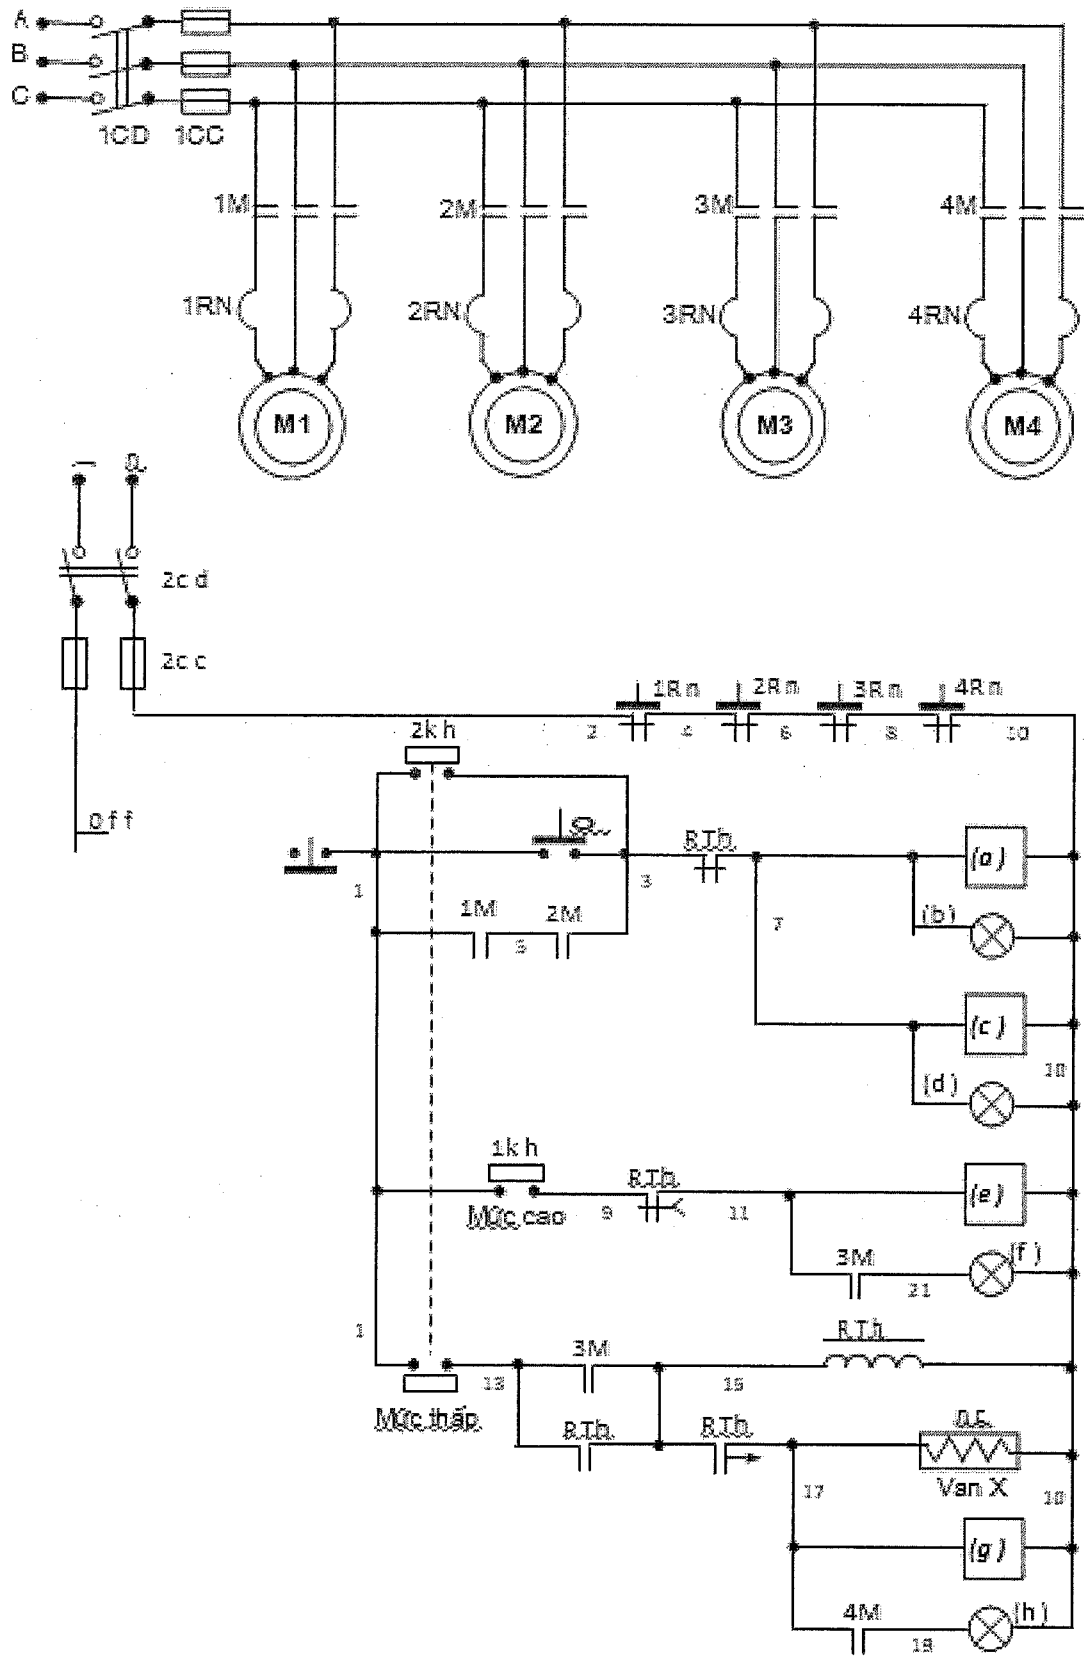 A
B
C
1CD 1CC
1M 2M 3M 4M
1RN 2RN 3RN 4RN
M1 M2 M3 M4
2cd
2cc
1Rn 2Rn 3Rn 4Rn
2 4 6 8 10
2kh
Off
RTh
(a)
1 3
(b)
7
1M 2M
5
(c)
10
(d)
1kh
RTh
(e)
Mức cao 9 11
3M (f)
21
1
RTh
3M
13 15
Mức thấp
RTh RTh
Van X
17 10
(g)
4M (h)
19